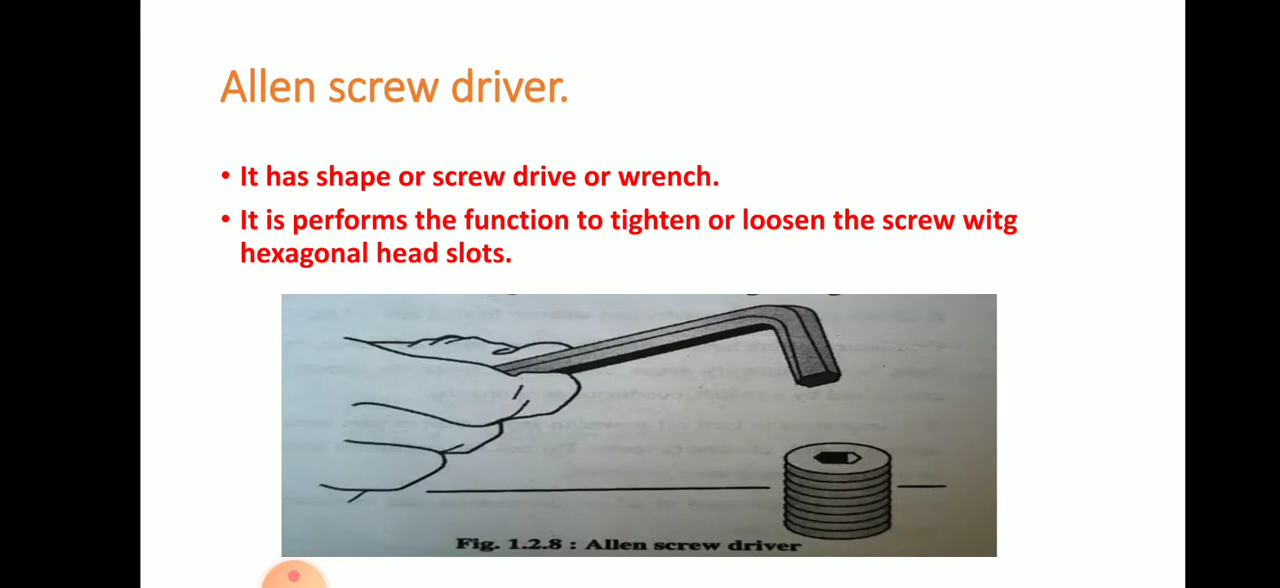 Allen screw driver.
• It has shape or screw drive or wrench.
• It is performs the function to tighten or loosen the screw witg
hexagonal head slots.
Fig. 1.2.8 : Allen screw driver